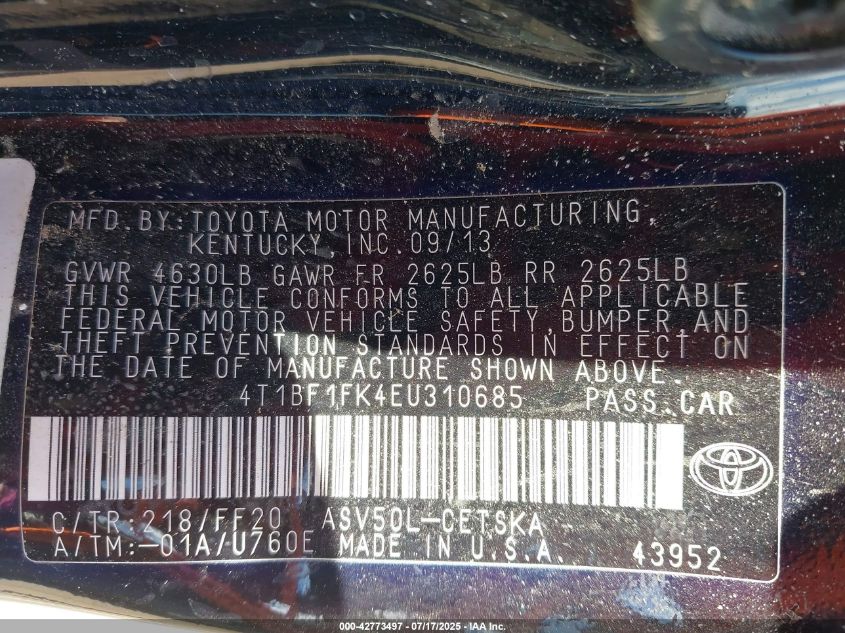 MFD. BY: TOYOTA MOTOR MANUFACTURING,
KENTUCKY, INC. 09/13
GVWR 4630LB GAWR FR 2625LB RR 2625LB
THIS VEHICLE CONFORMS TO ALL APPLICABLE
FEDERAL MOTOR VEHICLE SAFETY, BUMPER, AND
THEFT PREVENTION STANDARDS IN EFFECT ON
THE DATE OF MANUFACTURE SHOWN ABOVE.
4T1BF1FK4EU310685 PASS. CAR
C/TR: 218/FF20 ASV50L-CETSKA
A/TM: -01A/U760E MADE IN U.S.A. 43952
000-42773497 - 07/17/2025 - IAA Inc.